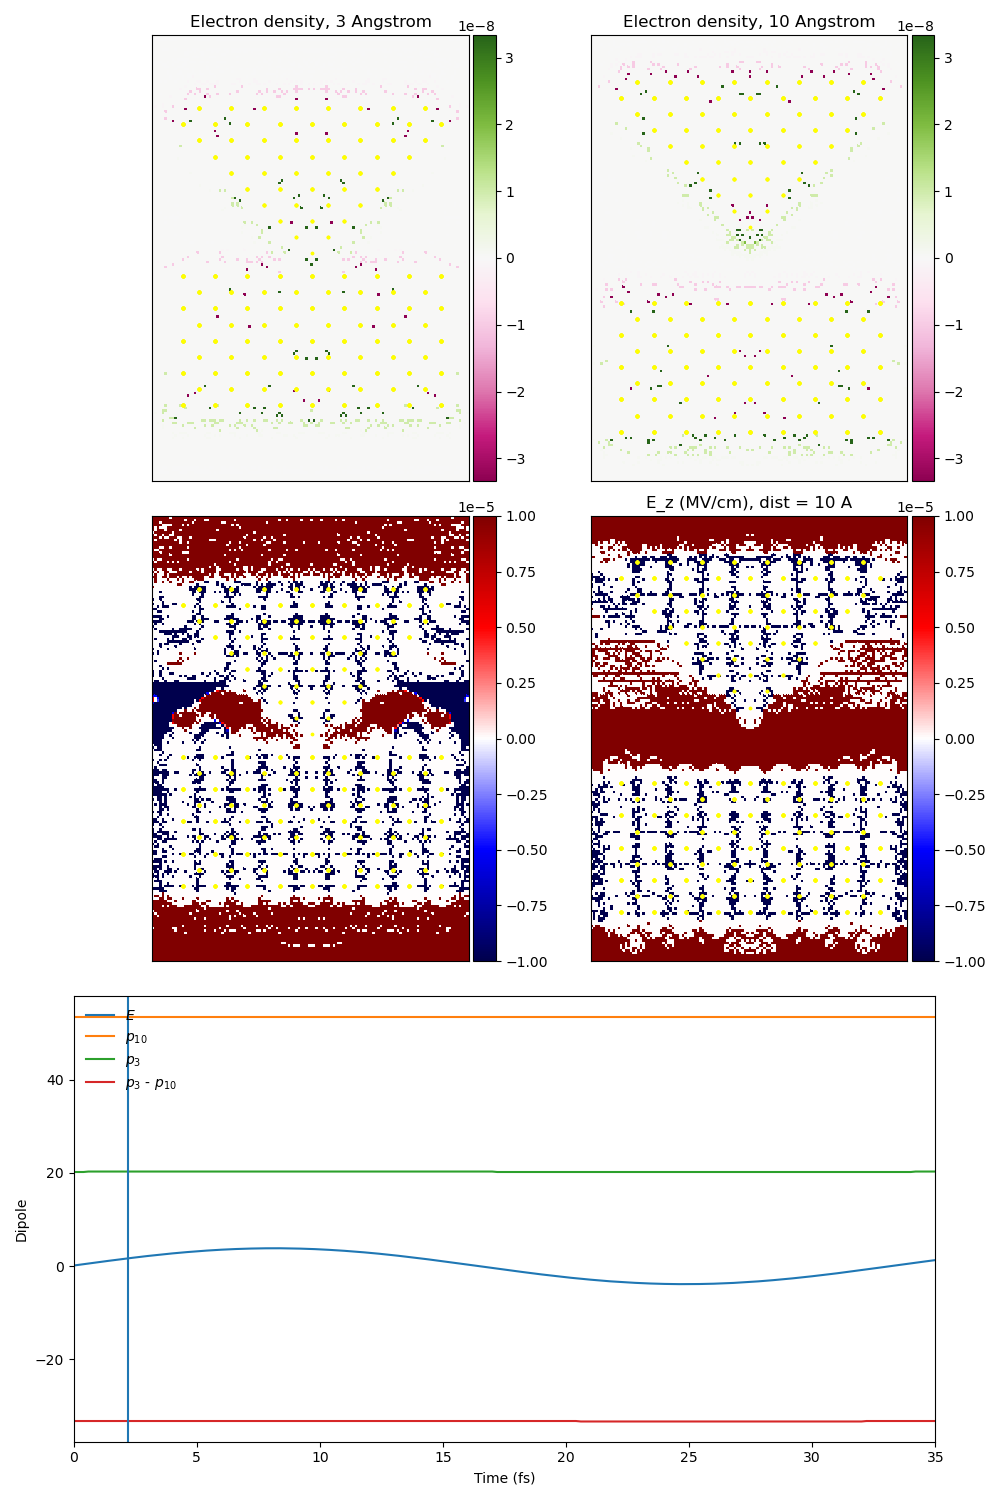 Electron density, 3 Angstrom
1e−8
3
2
1
0
−1
−2
−3
Electron density, 10 Angstrom
1e−8
3
2
1
0
−1
−2
−3
1e−5
1.00
0.75
0.50
0.25
0.00
−0.25
−0.50
−0.75
−1.00
E_z (MV/cm), dist = 10 A
1e−5
1.00
0.75
0.50
0.25
0.00
−0.25
−0.50
−0.75
−1.00
E
p10
p3
p3 - p10
40
20
0
−20
Dipole
0 5 10 15 20 25 30 35
Time (fs)